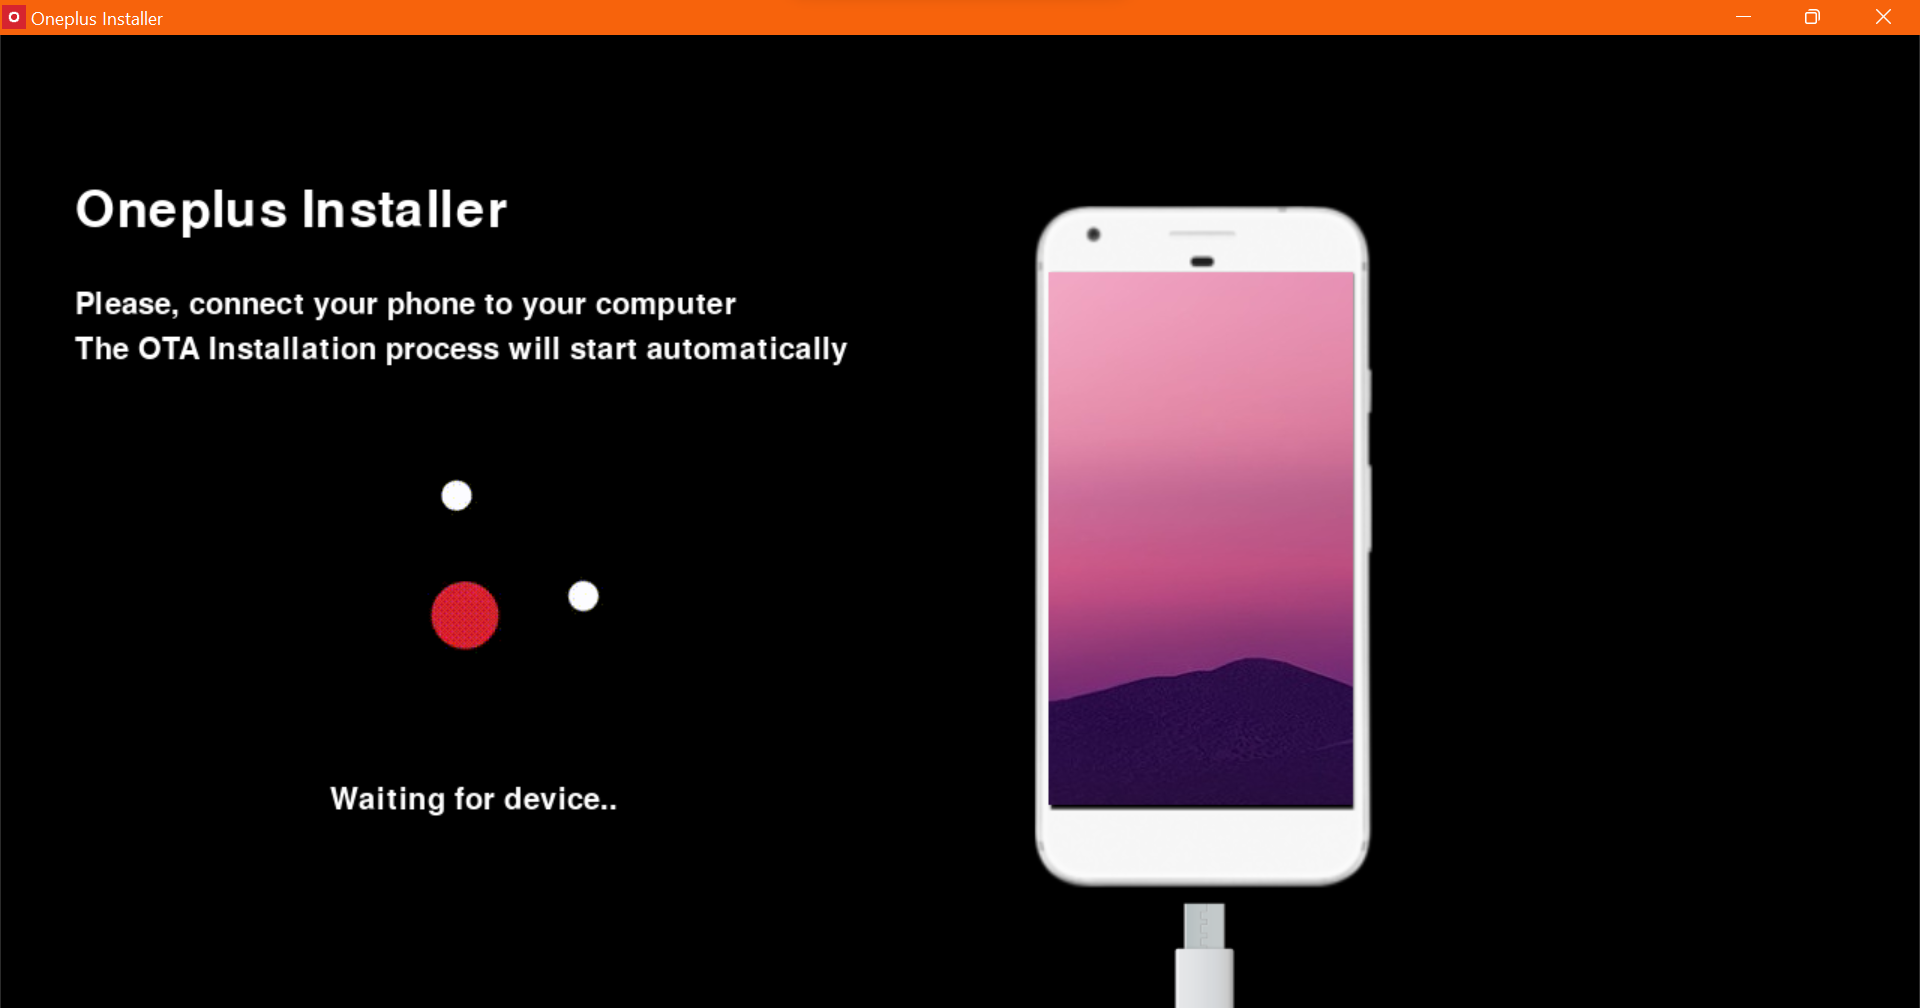 Oneplus Installer
Oneplus Installer
Please, connect your phone to your computer
The OTA Installation process will start automatically
Waiting for device..